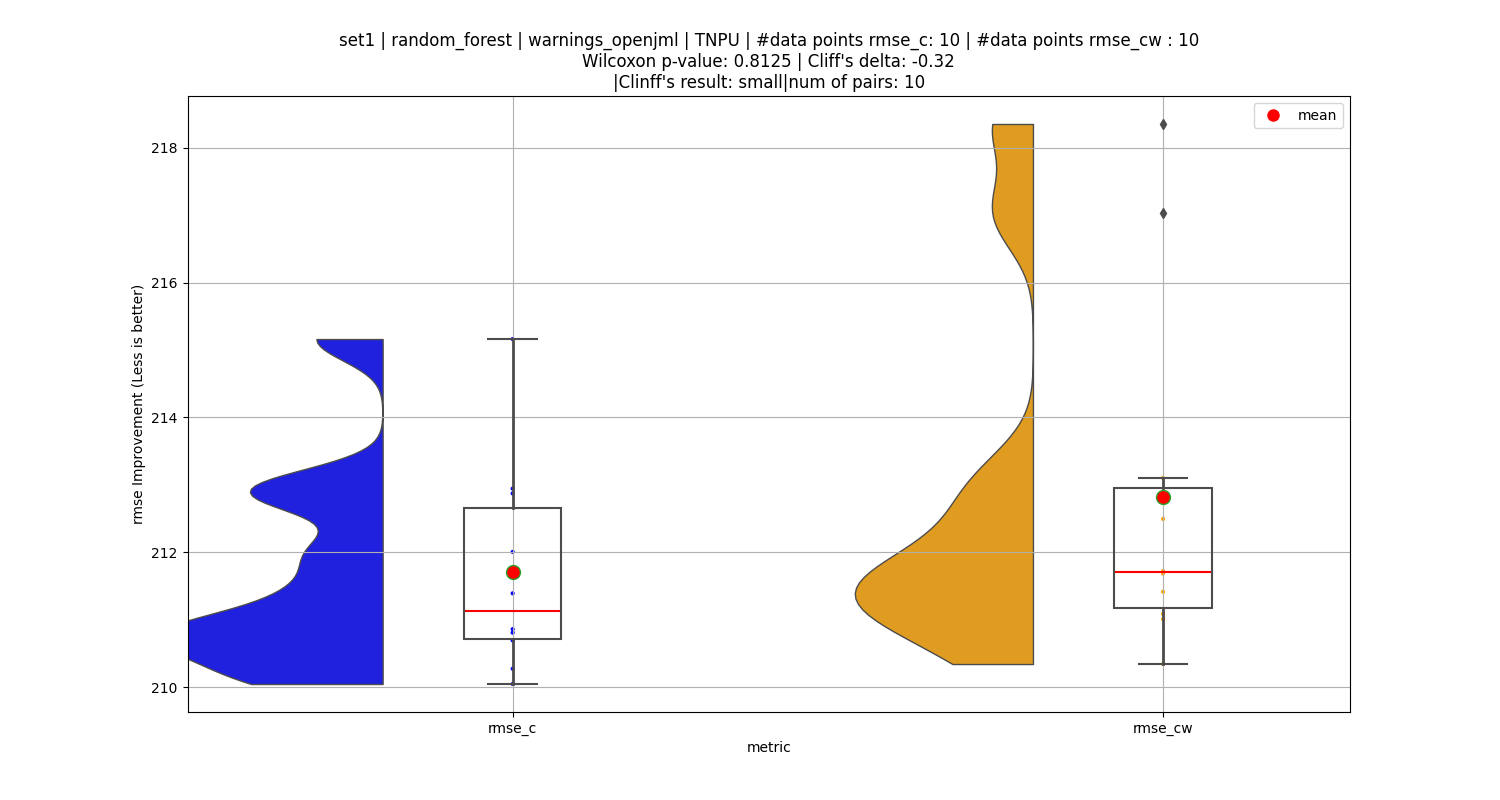 set1 | random_forest | warnings_openjml | TNPU | #data points rmse_c: 10 | #data points rmse_cw : 10
Wilcoxon p-value: 0.8125 | Cliff's delta: -0.32
|Clinff's result: small|num of pairs: 10
mean
218
216
214
212
210
rmse Improvement (Less is better)
rmse_c
rmse_cw
metric